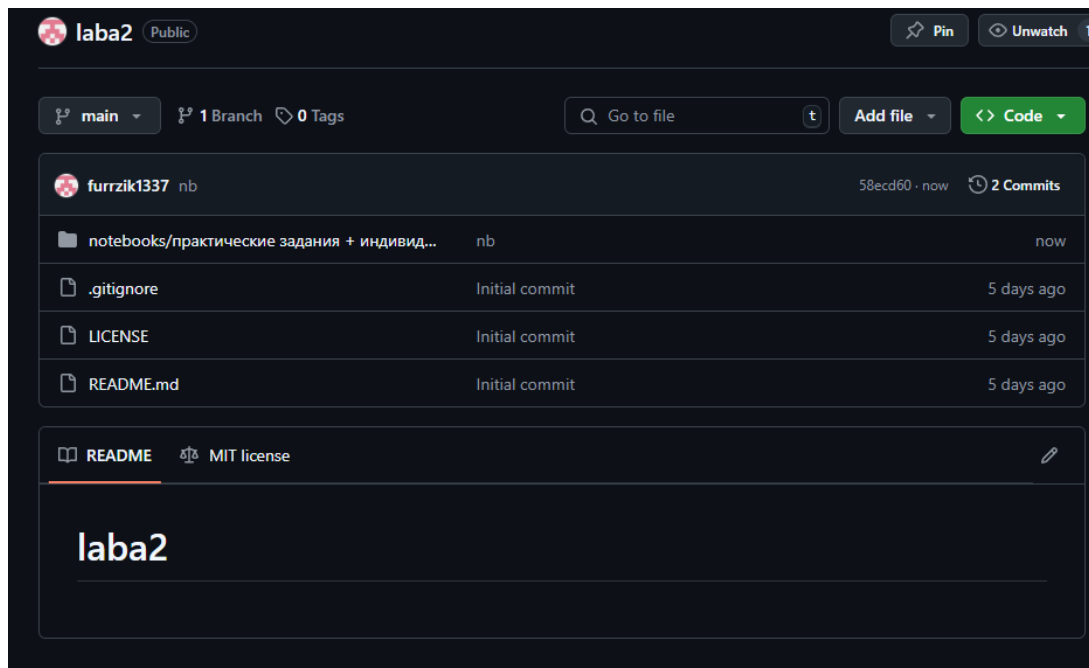 laba2 Public Pin Unwatch
main 1 Branch 0 Tags Go to file t Add file Code
furrzik1337 nb 58ecd60 · now 2 Commits
notebooks/практические задания + индивид... nb now
.gitignore Initial commit 5 days ago
LICENSE Initial commit 5 days ago
README.md Initial commit 5 days ago
README MIT license
laba2